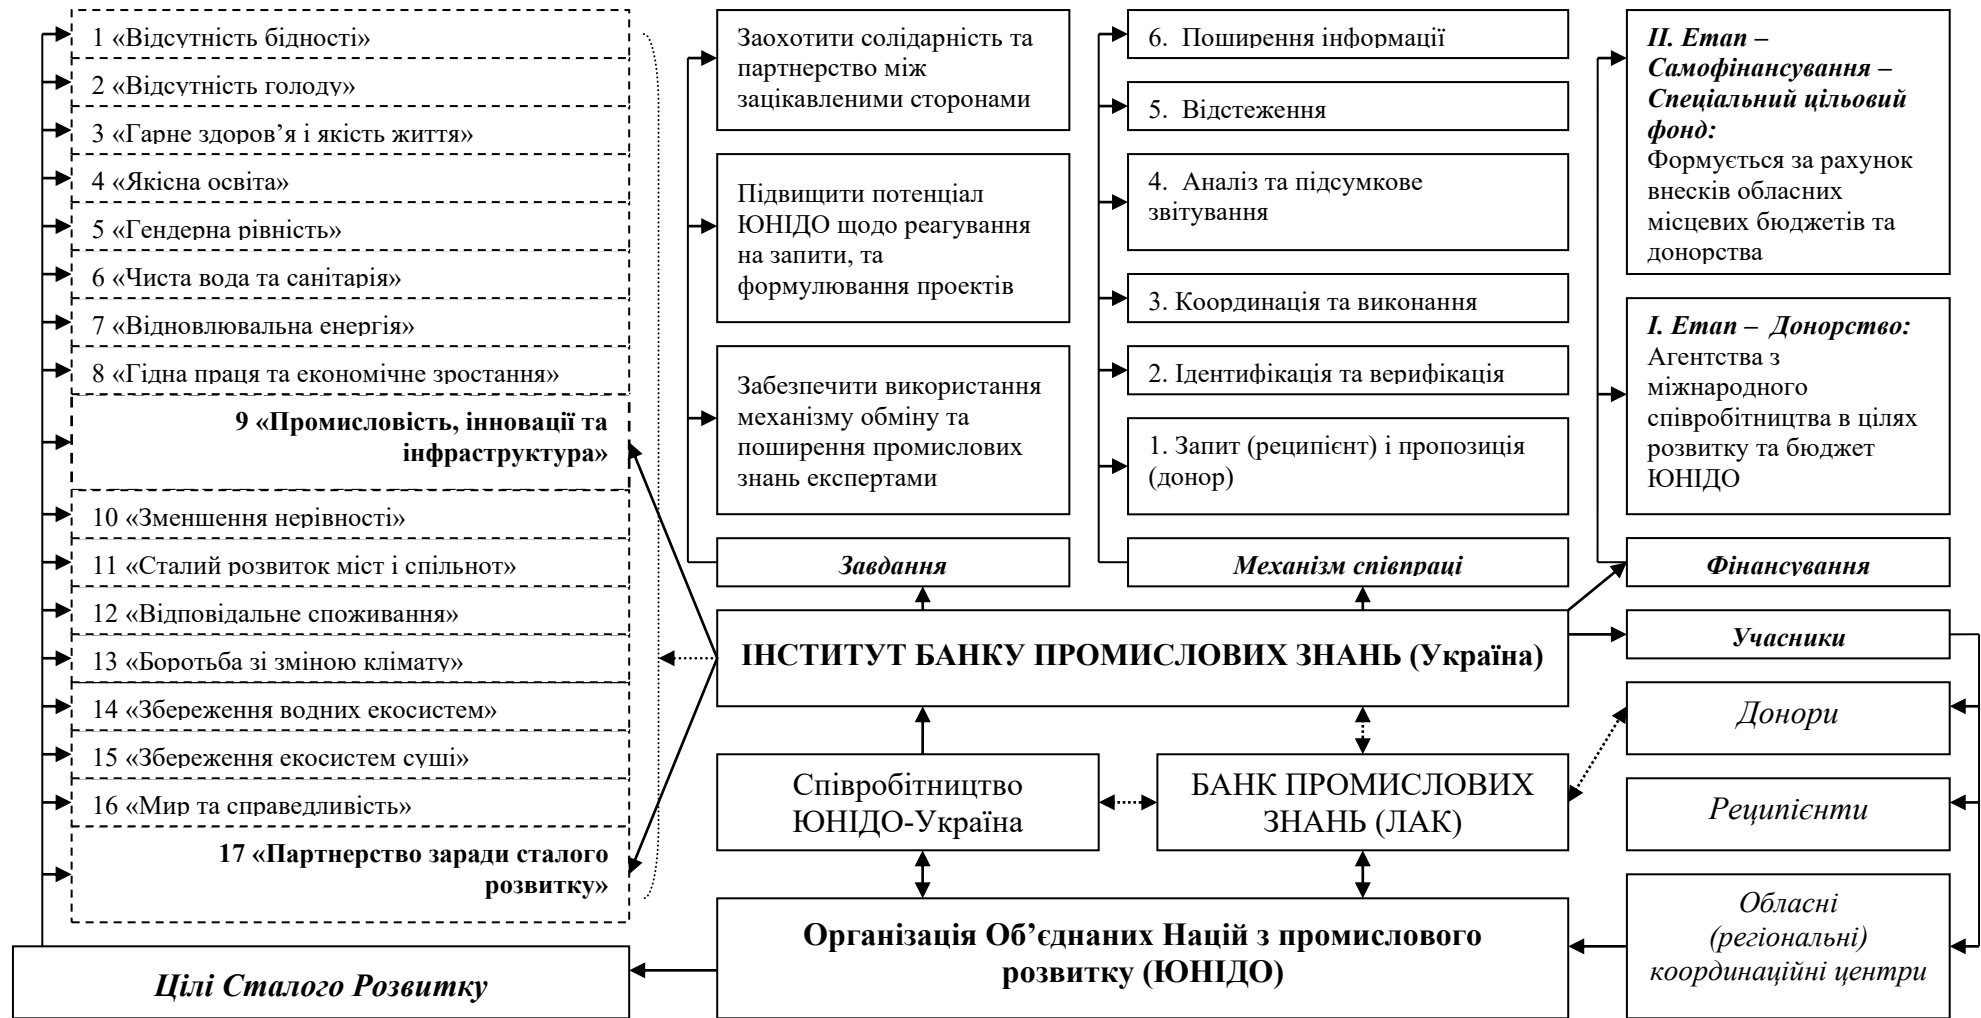 1 «Відсутність бідності»
2 «Відсутність голоду»
3 «Гарне здоров’я і якість життя»
4 «Якісна освіта»
5 «Гендерна рівність»
6 «Чиста вода та санітарія»
7 «Відновлювальна енергія»
8 «Гідна праця та економічне зростання»
9 «Промисловість, інновації та
інфраструктура»
10 «Зменшення нерівності»
11 «Сталий розвиток міст і спільнот»
12 «Відповідальне споживання»
13 «Боротьба зі зміною клімату»
14 «Збереження водних екосистем»
15 «Збереження екосистем суші»
16 «Мир та справедливість»
17 «Партнерство заради сталого
розвитку»
Цілі Сталого Розвитку
Заохотити солідарність та
партнерство між
зацікавленими сторонами
Підвищити потенціал
ЮНІДО щодо реагування
на запити, та
формулювання проектів
Забезпечити використання
механізму обміну та
поширення промислових
знань експертами
Завдання
6. Поширення інформації
5. Відстеження
4. Аналіз та підсумкове
звітування
3. Координація та виконання
2. Ідентифікація та верифікація
1. Запит (реципієнт) і пропозиція
(донор)
Механізм співпраці
II. Етап –
Самофінансування –
Спеціальний цільовий
фонд:
Формується за рахунок
внесків обласних
місцевих бюджетів та
донорства
I. Етап – Донорство:
Агентства з
міжнародного
співробітництва в цілях
розвитку та бюджет
ЮНІДО
Фінансування
ІНСТИТУТ БАНКУ ПРОМИСЛОВИХ ЗНАНЬ (Україна)
Учасники
Донори
Реципієнти
Обласні
(регіональні)
координаційні центри
Співробітництво
ЮНІДО-Україна
БАНК ПРОМИСЛОВИХ
ЗНАНЬ (ЛАК)
Організація Об’єднаних Націй з промислового
розвитку (ЮНІДО)